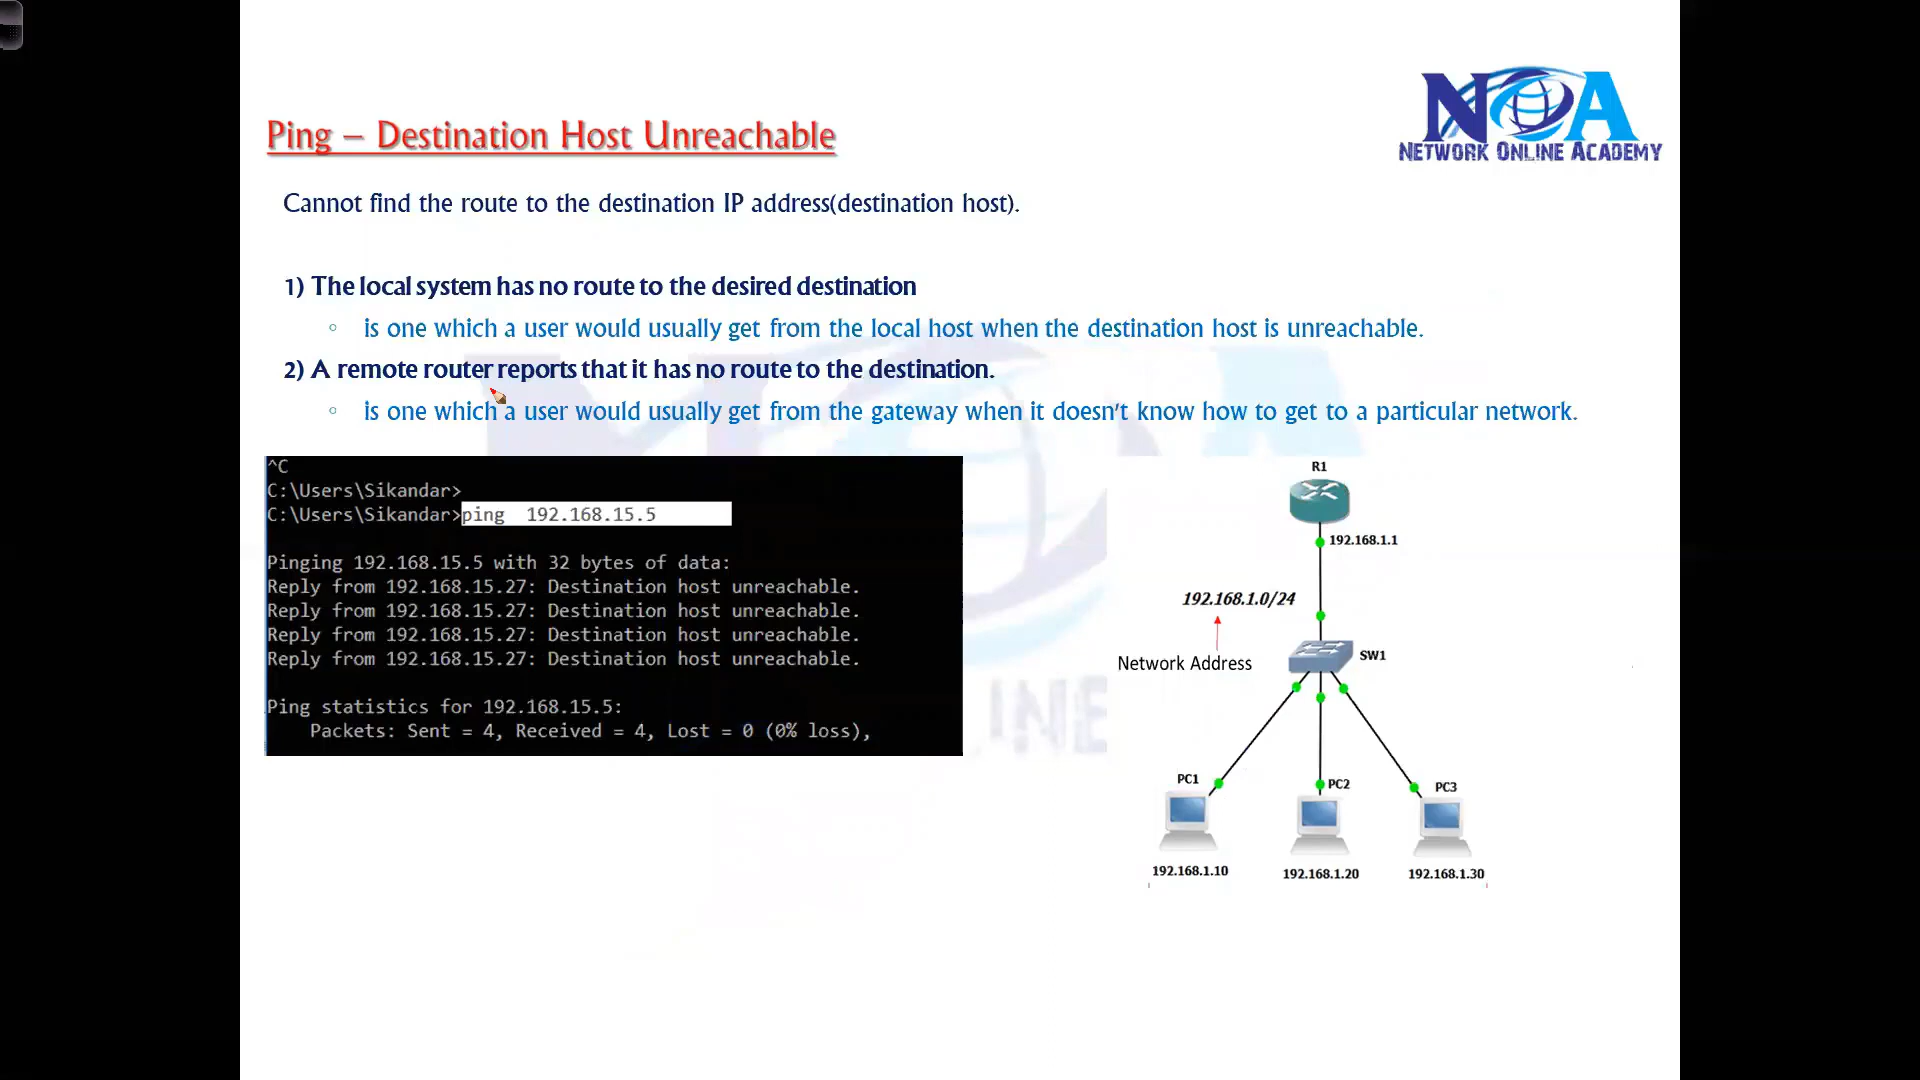 NOA
NETWORK ONLINE ACADEMY
Ping – Destination Host Unreachable
Cannot find the route to the destination IP address(destination host).
1) The local system has no route to the desired destination
◦ is one which a user would usually get from the local host when the destination host is unreachable.
2) A remote router reports that it has no route to the destination.
◦ is one which a user would usually get from the gateway when it doesn't know how to get to a particular network.
^C
C:\Users\Sikandar>
C:\Users\Sikandar>ping  192.168.15.5
Pinging 192.168.15.5 with 32 bytes of data:
Reply from 192.168.15.27: Destination host unreachable.
Reply from 192.168.15.27: Destination host unreachable.
Reply from 192.168.15.27: Destination host unreachable.
Reply from 192.168.15.27: Destination host unreachable.
Ping statistics for 192.168.15.5:
    Packets: Sent = 4, Received = 4, Lost = 0 (0% loss),
R1
192.168.1.1
192.168.1.0/24
Network Address
SW1
PC1
PC2
PC3
192.168.1.10
192.168.1.20
192.168.1.30